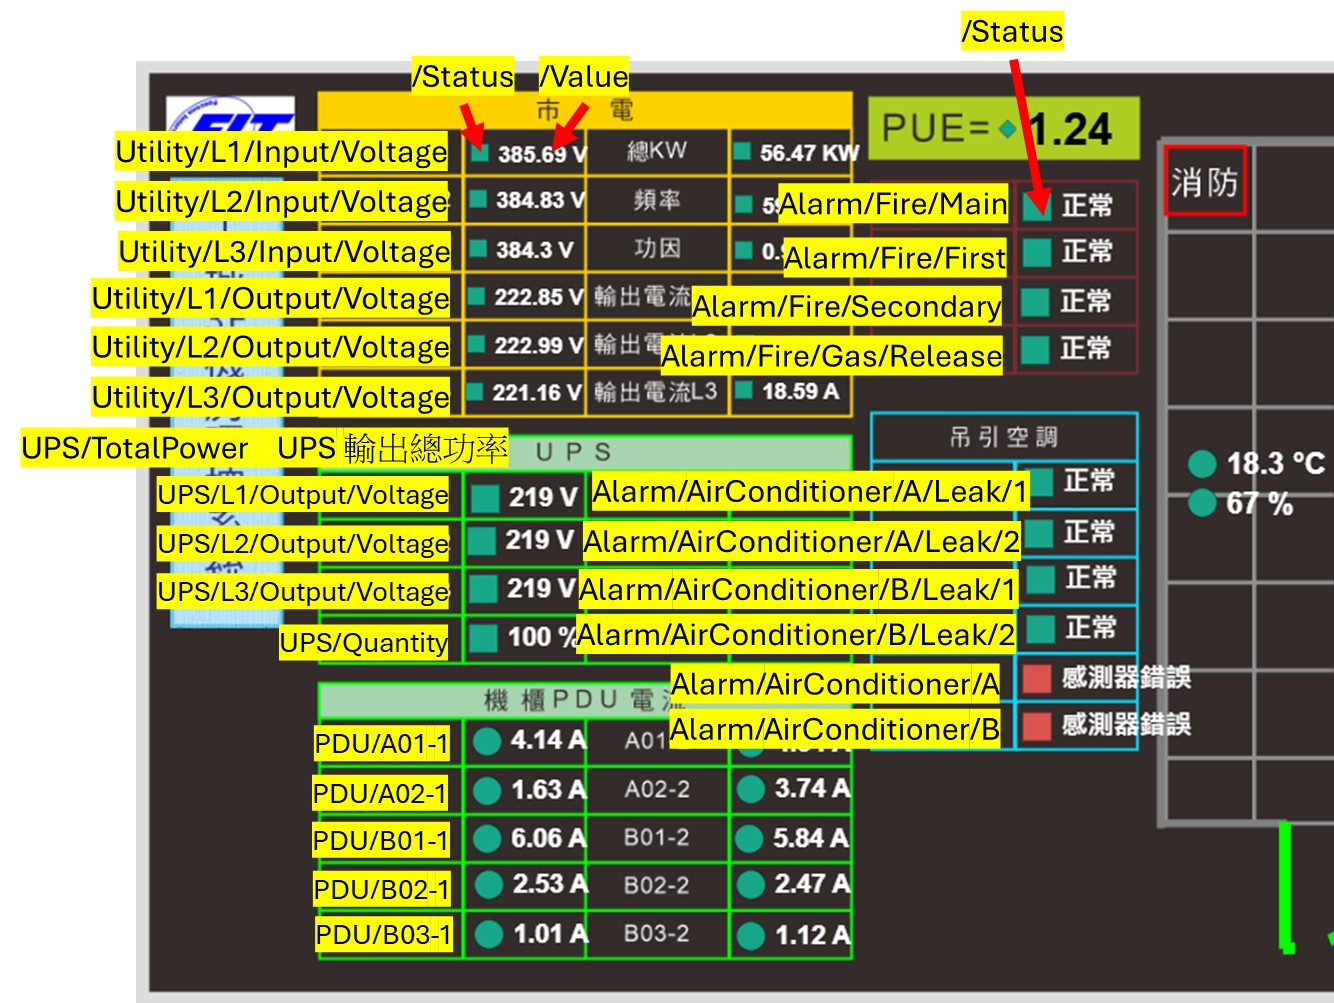 /Status
/Status /Value
市 電
PUE= 1.24
Utility/L1/Input/Voltage 385.69 V 總KW 56.47 KW
消防
Utility/L2/Input/Voltage 384.83 V 頻率 Alarm/Fire/Main 正常
Utility/L3/Input/Voltage 384.3 V 功因 Alarm/Fire/First 正常
Utility/L1/Output/Voltage 222.85 V 輸出電流 Alarm/Fire/Secondary 正常
Utility/L2/Output/Voltage 222.99 V 輸出電 Alarm/Fire/Gas/Release 正常
Utility/L3/Output/Voltage 221.16 V 輸出電流L3 18.59 A
UPS/TotalPower UPS 輸出總功率 UPS
吊引空調
UPS/L1/Output/Voltage 219 V Alarm/AirConditioner/A/Leak/1 正常
18.3 °C
67 %
UPS/L2/Output/Voltage 219 V Alarm/AirConditioner/A/Leak/2 正常
UPS/L3/Output/Voltage 219 V Alarm/AirConditioner/B/Leak/1 正常
UPS/Quantity 100 % Alarm/AirConditioner/B/Leak/2 正常
Alarm/AirConditioner/A 感測器錯誤
機櫃PDU電流
Alarm/AirConditioner/B 感測器錯誤
PDU/A01-1 4.14 A A01
PDU/A02-1 1.63 A A02-2 3.74 A
PDU/B01-1 6.06 A B01-2 5.84 A
PDU/B02-1 2.53 A B02-2 2.47 A
PDU/B03-1 1.01 A B03-2 1.12 A